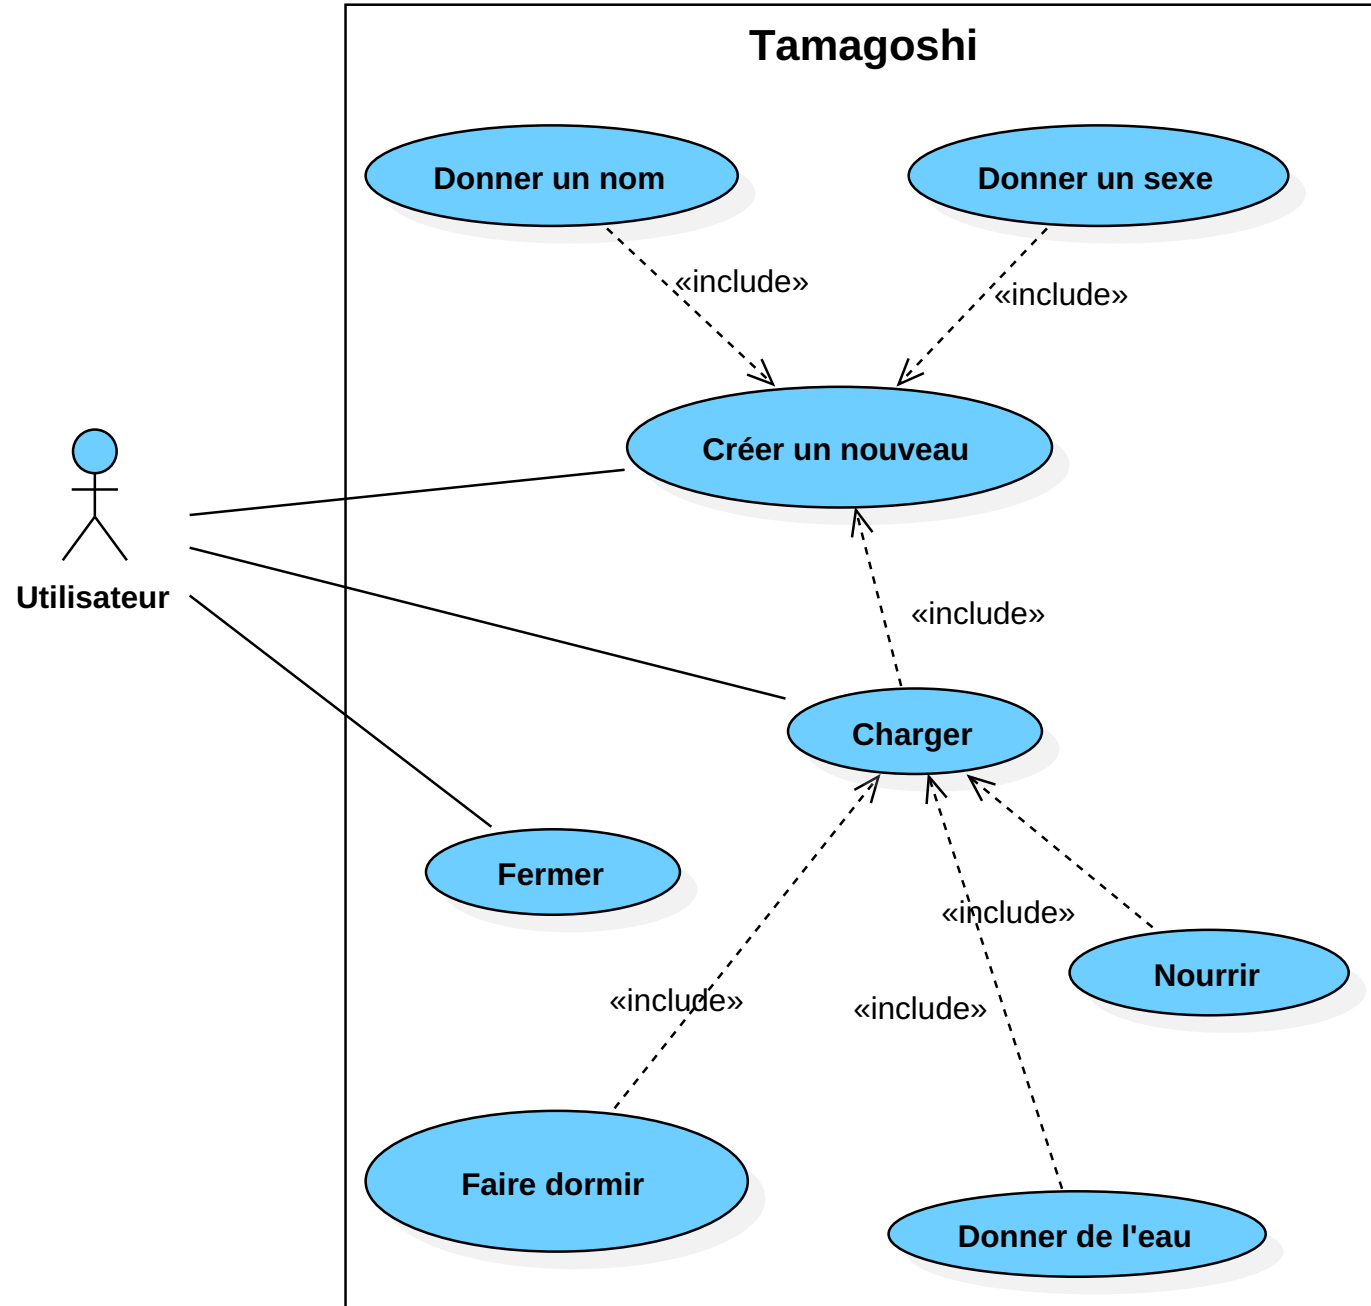 Tamagoshi
Donner un nom
Donner un sexe
«include»
«include»
Créer un nouveau
Utilisateur
«include»
Charger
Fermer
«include»
Nourrir
«include»
«include»
Faire dormir
Donner de l'eau